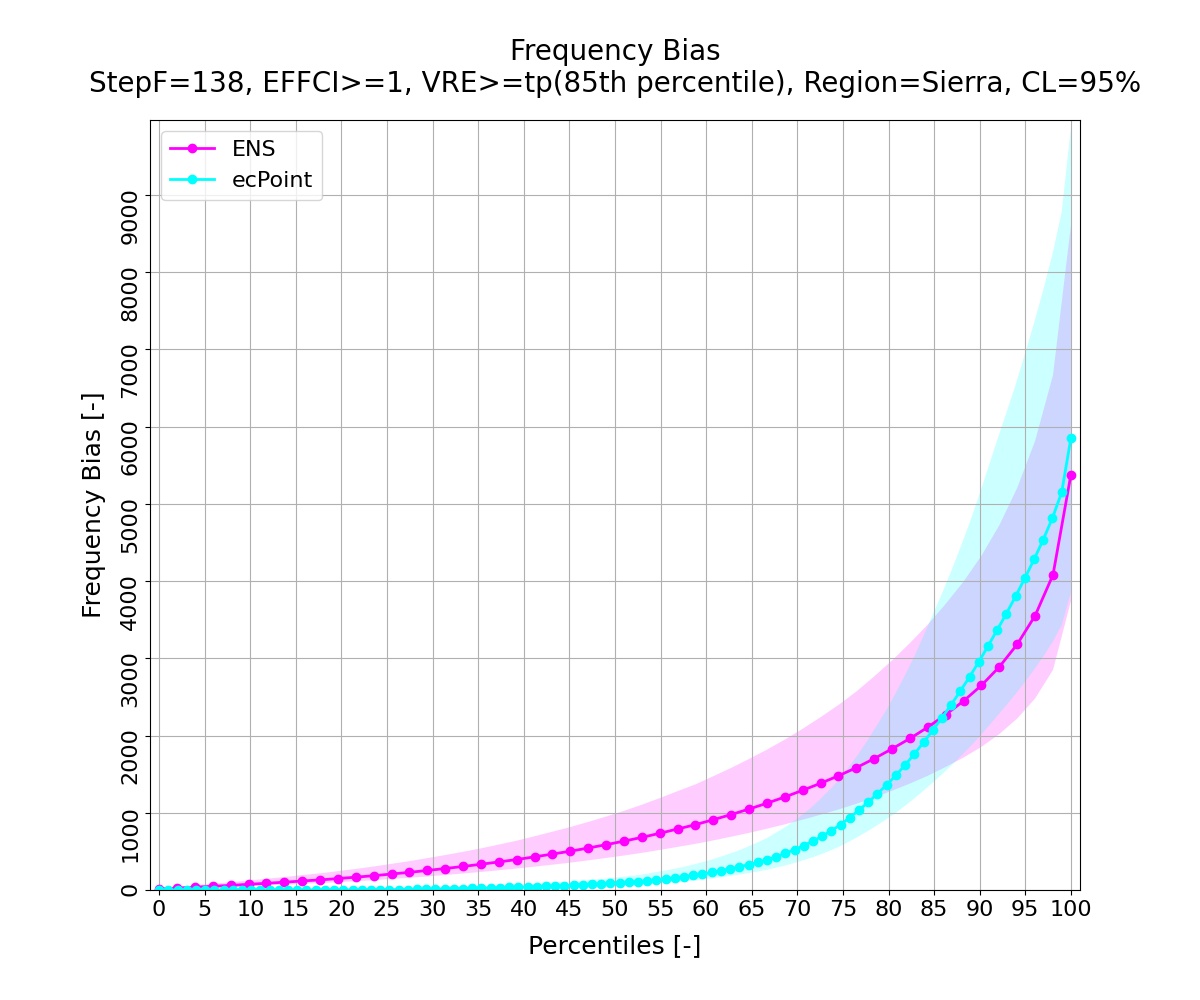 Frequency Bias
StepF=138, EFFCI>=1, VRE>=tp(85th percentile), Region=Sierra, CL=95%
ENS
ecPoint
Frequency Bias [-]
9000
8000
7000
6000
5000
4000
3000
2000
1000
0
0 5 10 15 20 25 30 35 40 45 50 55 60 65 70 75 80 85 90 95 100
Percentiles [-]